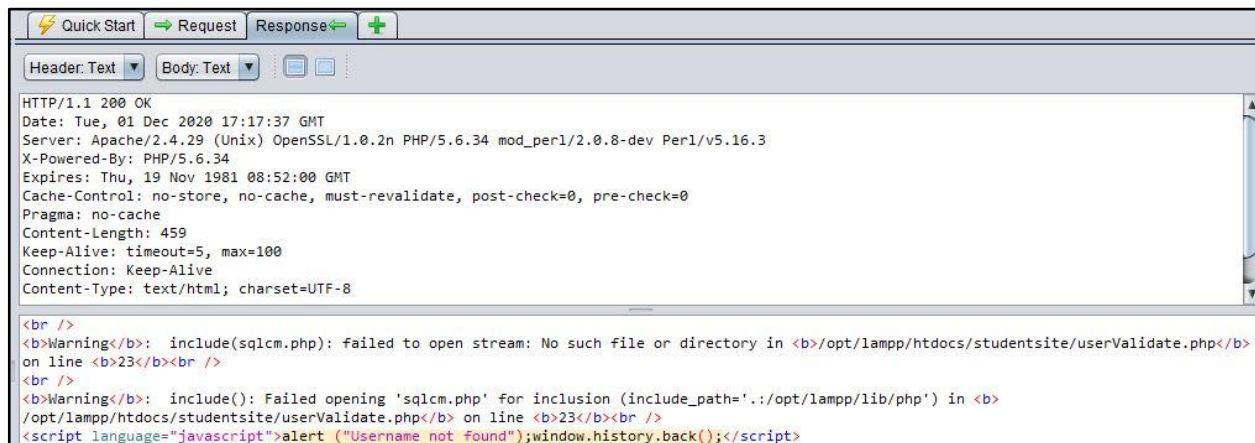 Quick Start Request Response
Header: Text Body: Text
HTTP/1.1 200 OK
Date: Tue, 01 Dec 2020 17:17:37 GMT
Server: Apache/2.4.29 (Unix) OpenSSL/1.0.2n PHP/5.6.34 mod_perl/2.0.8-dev Perl/v5.16.3
X-Powered-By: PHP/5.6.34
Expires: Thu, 19 Nov 1981 08:52:00 GMT
Cache-Control: no-store, no-cache, must-revalidate, post-check=0, pre-check=0
Pragma: no-cache
Content-Length: 459
Keep-Alive: timeout=5, max=100
Connection: Keep-Alive
Content-Type: text/html; charset=UTF-8
<br />
<b>Warning</b>:  include(sqlcm.php): failed to open stream: No such file or directory in <b>/opt/lampp/htdocs/studentsite/userValidate.php</b>
on line <b>23</b><br />
<br />
<b>Warning</b>:  include(): Failed opening 'sqlcm.php' for inclusion (include_path='.:/opt/lampp/lib/php') in <b>
/opt/lampp/htdocs/studentsite/userValidate.php</b> on line <b>23</b><br />
<script language="javascript">alert ("Username not found");window.history.back();</script>